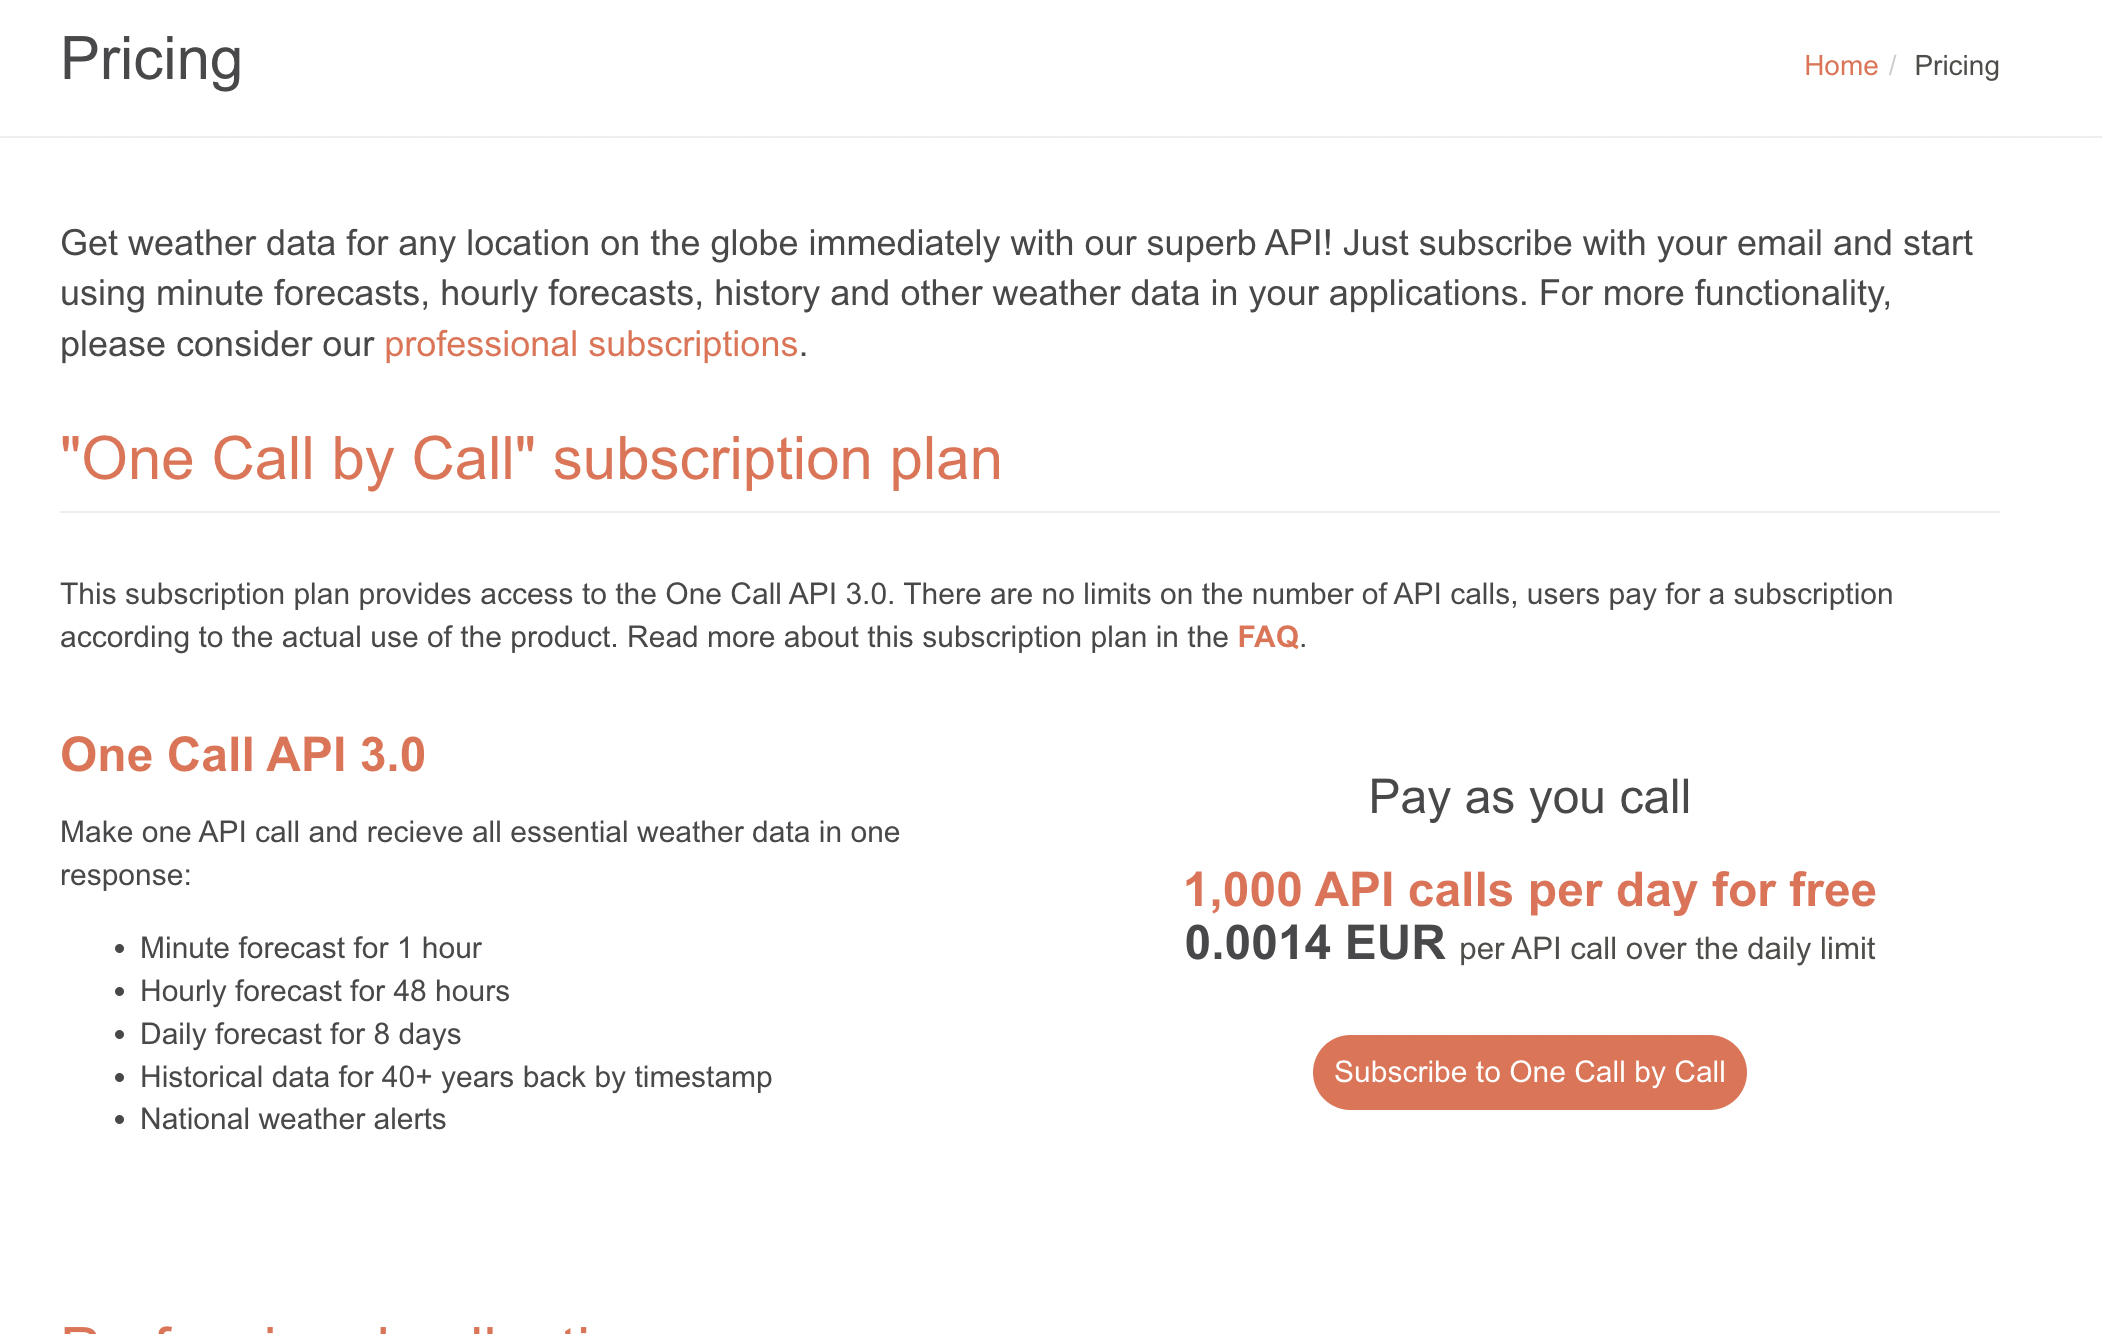 Pricing
Home / Pricing
Get weather data for any location on the globe immediately with our superb API! Just subscribe with your email and start
using minute forecasts, hourly forecasts, history and other weather data in your applications. For more functionality,
please consider our professional subscriptions.
"One Call by Call" subscription plan
This subscription plan provides access to the One Call API 3.0. There are no limits on the number of API calls, users pay for a subscription
according to the actual use of the product. Read more about this subscription plan in the FAQ.
One Call API 3.0
Make one API call and recieve all essential weather data in one
response:
• Minute forecast for 1 hour
• Hourly forecast for 48 hours
• Daily forecast for 8 days
• Historical data for 40+ years back by timestamp
• National weather alerts
Pay as you call
1,000 API calls per day for free
0.0014 EUR per API call over the daily limit
Subscribe to One Call by Call